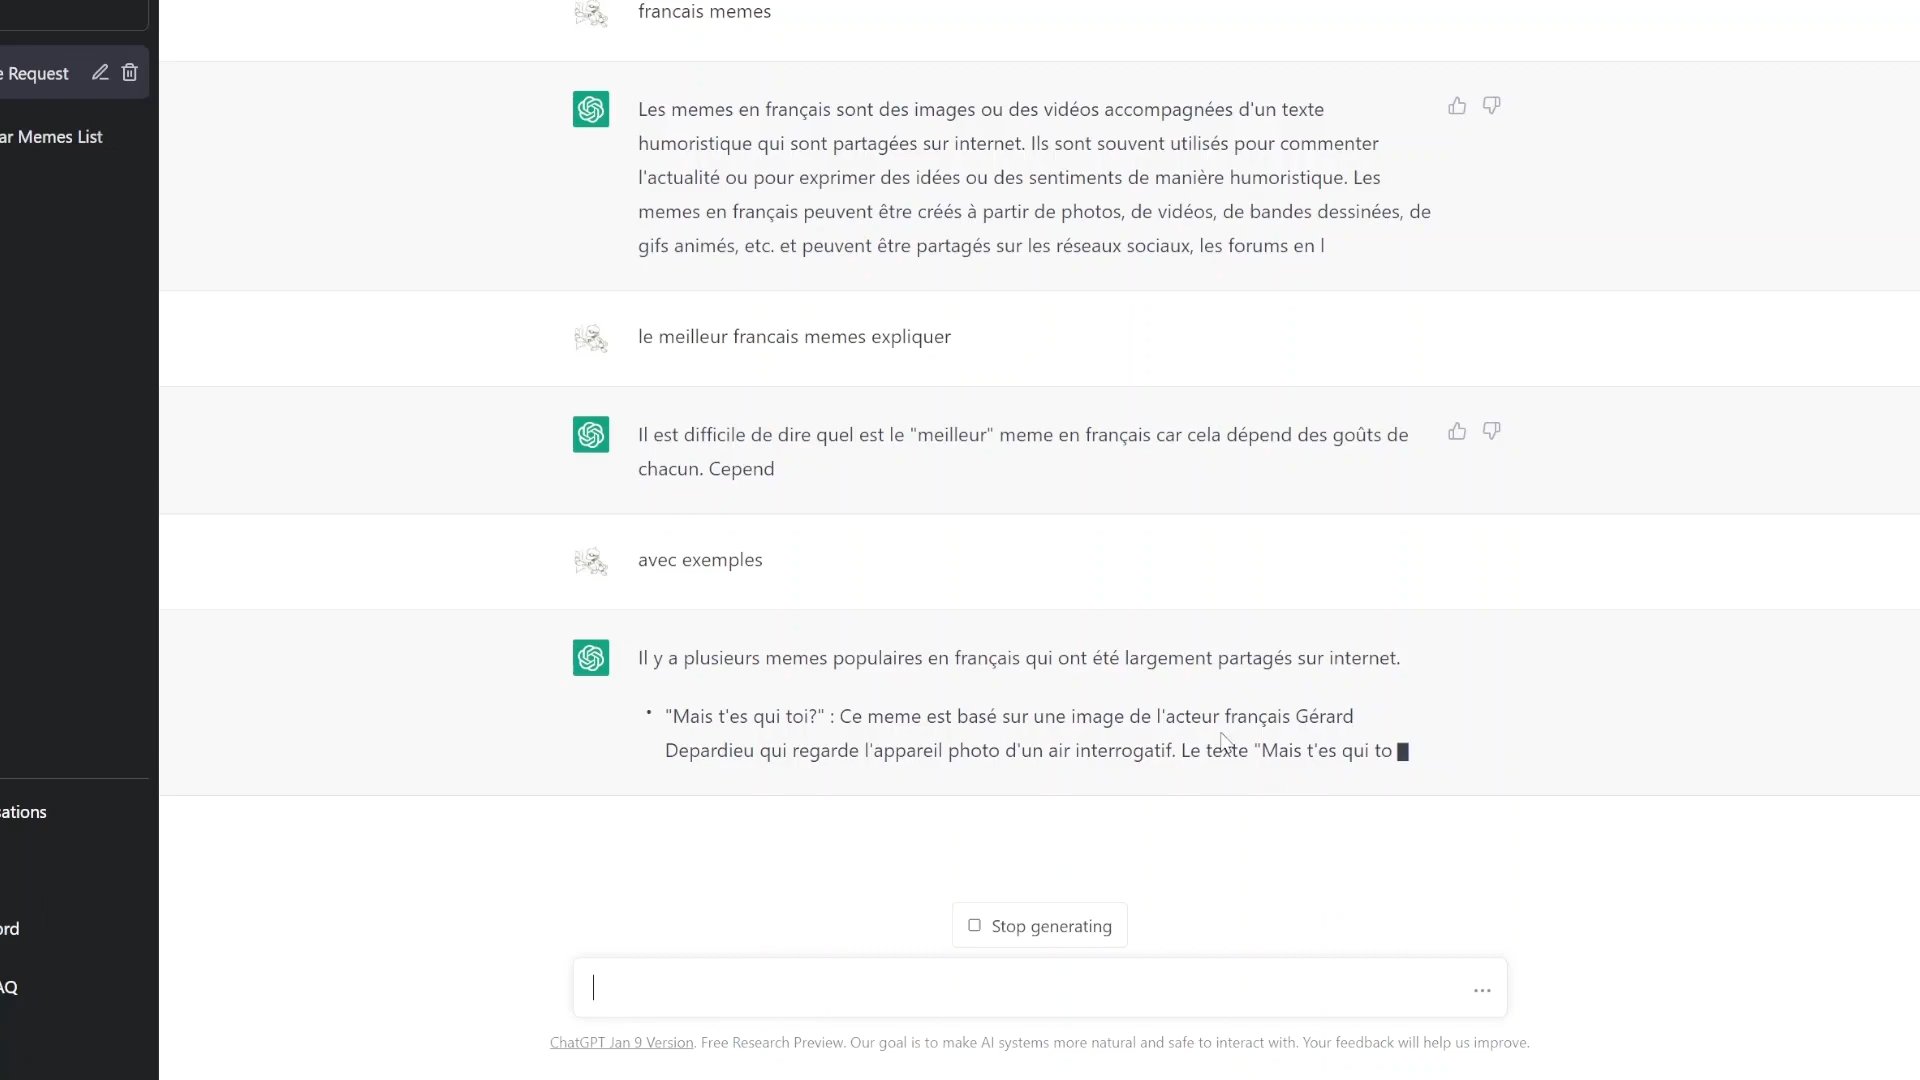 francais memes
e Request
Les memes en français sont des images ou des vidéos accompagnées d'un texte
humoristique qui sont partagées sur internet. Ils sont souvent utilisés pour commenter
l'actualité ou pour exprimer des idées ou des sentiments de manière humoristique. Les
memes en français peuvent être créés à partir de photos, de vidéos, de bandes dessinées, de
gifs animés, etc. et peuvent être partagés sur les réseaux sociaux, les forums en l
ar Memes List
le meilleur francais memes expliquer
Il est difficile de dire quel est le "meilleur" meme en français car cela dépend des goûts de
chacun. Cepend
avec exemples
Il y a plusieurs memes populaires en français qui ont été largement partagés sur internet.
• "Mais t'es qui toi?" : Ce meme est basé sur une image de l'acteur français Gérard
Depardieu qui regarde l'appareil photo d'un air interrogatif. Le texte "Mais t'es qui to
sations
ord
AQ
Stop generating
ChatGPT Jan 9 Version. Free Research Preview. Our goal is to make AI systems more natural and safe to interact with. Your feedback will help us improve.